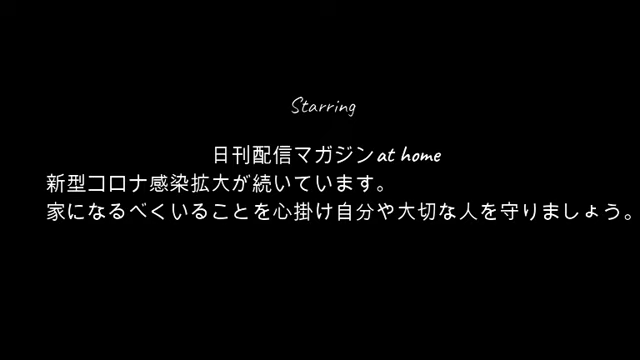 Starring
日刊配信マガジンat home
新型コロナ感染拡大が続いています。
家になるべくいることを心掛け自分や大切な人を守りましょう。